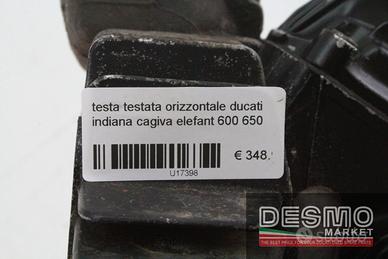 testa testata orizzontale ducati
indiana cagiva elefant 600 650
€ 348,
U17398
DESMO
MARKET